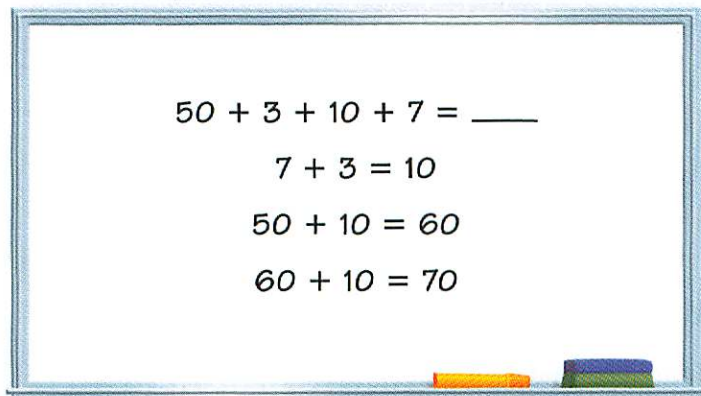 50 + 3 + 10 + 7 = ____
7 + 3 = 10
50 + 10 = 60
60 + 10 = 70